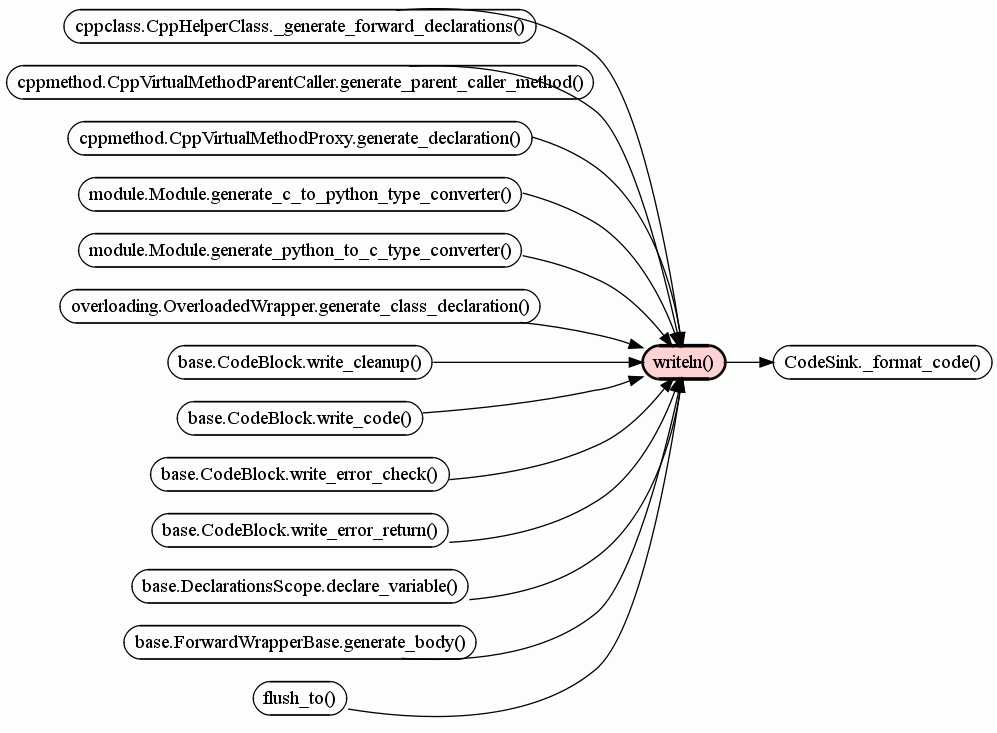 cppclass.CppHelperClass._generate_forward_declarations()
cppmethod.CppVirtualMethodParentCaller.generate_parent_caller_method()
cppmethod.CppVirtualMethodProxy.generate_declaration()
module.Module.generate_c_to_python_type_converter()
module.Module.generate_python_to_c_type_converter()
overloading.OverloadedWrapper.generate_class_declaration()
base.CodeBlock.write_cleanup()
writeln()
CodeSink._format_code()
base.CodeBlock.write_code()
base.CodeBlock.write_error_check()
base.CodeBlock.write_error_return()
base.DeclarationsScope.declare_variable()
base.ForwardWrapperBase.generate_body()
flush_to()